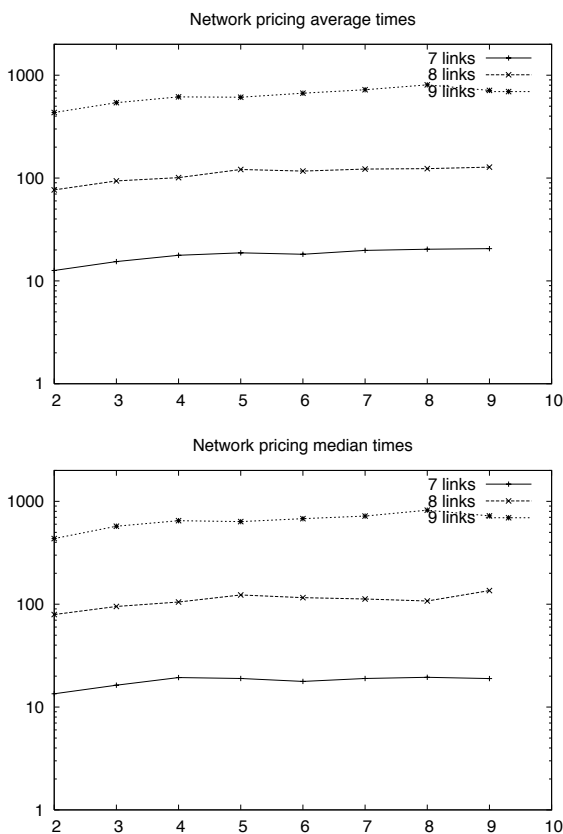 Network pricing average times
7 links
8 links
9 links
1000
100
10
1
2 3 4 5 6 7 8 9 10
Network pricing median times
7 links
8 links
9 links
1000
100
10
1
2 3 4 5 6 7 8 9 10